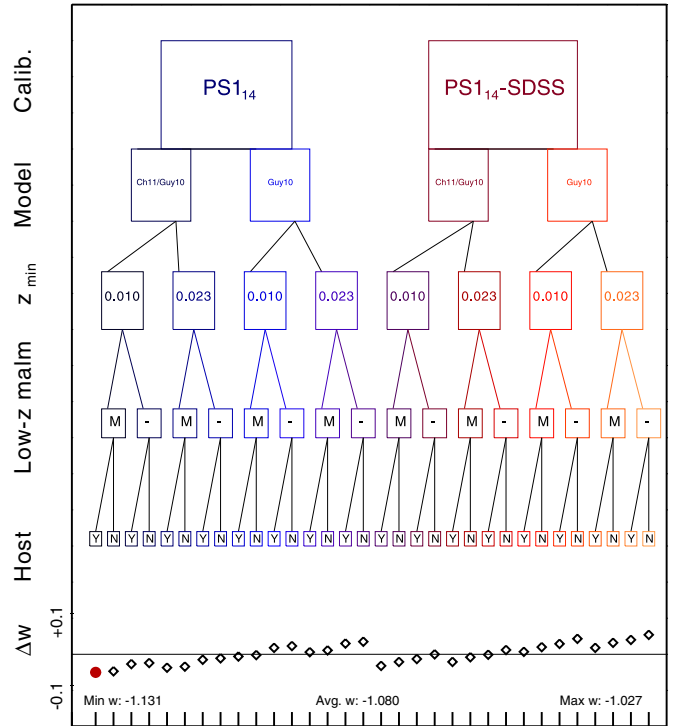 Calib.
PS1₁₄ PS1₁₄-SDSS
Model
Ch11/Guy10 Guy10 Ch11/Guy10 Guy10
z min
0.010 0.023 0.010 0.023 0.010 0.023 0.010 0.023
Low-z malm
M - M - M - M - M - M - M - M -
Host
Y N Y N Y N Y N Y N Y N Y N Y N Y N Y N Y N Y N Y N Y N Y N Y N
Δw
+0.1
-0.1
Min w: -1.131 Avg. w: -1.080 Max w: -1.027